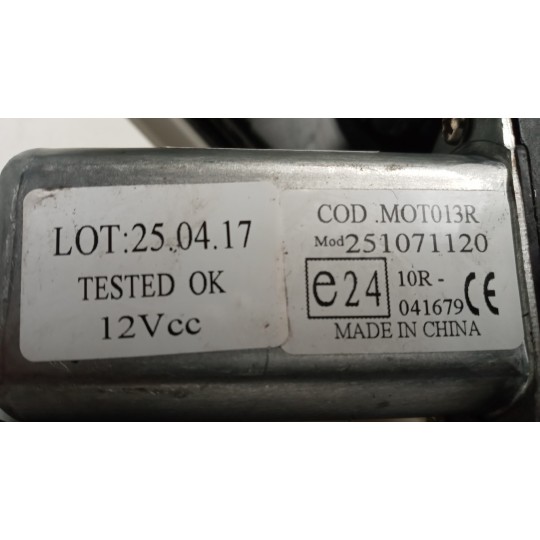 LOT:25.04.17
TESTED OK
12Vcc
COD .MOT013R
Mod251071120
e24
10R -
041679 CE
MADE IN CHINA